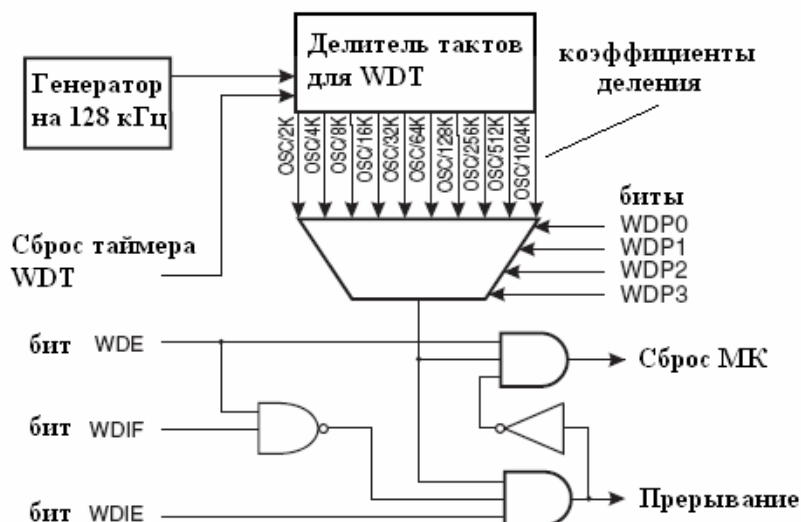 Делитель тактов
для WDT
Генератор
на 128 кГц
коэффициенты
деления
OSC/2K
OSC/4K
OSC/8K
OSC/16K
OSC/32K
OSC/64K
OSC/128K
OSC/256K
OSC/512K
OSC/1024K
биты
WDP0
WDP1
WDP2
WDP3
Сброс таймера
WDT
бит WDE
Сброс МК
бит WDIF
бит WDIE
Прерывание